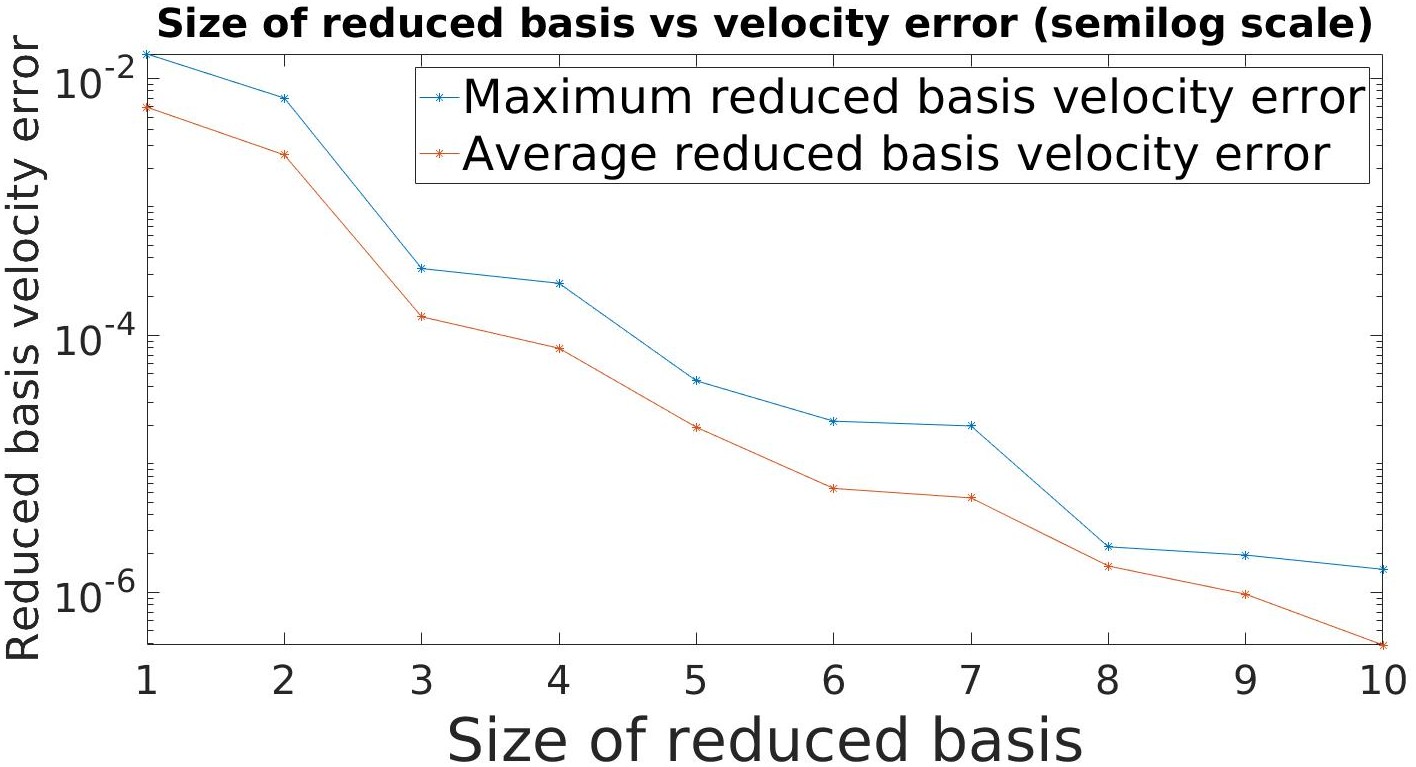 Size of reduced basis vs velocity error (semilog scale)
Reduced basis velocity error
10-2
10-4
10-6
Maximum reduced basis velocity error
Average reduced basis velocity error
1 2 3 4 5 6 7 8 9 10
Size of reduced basis